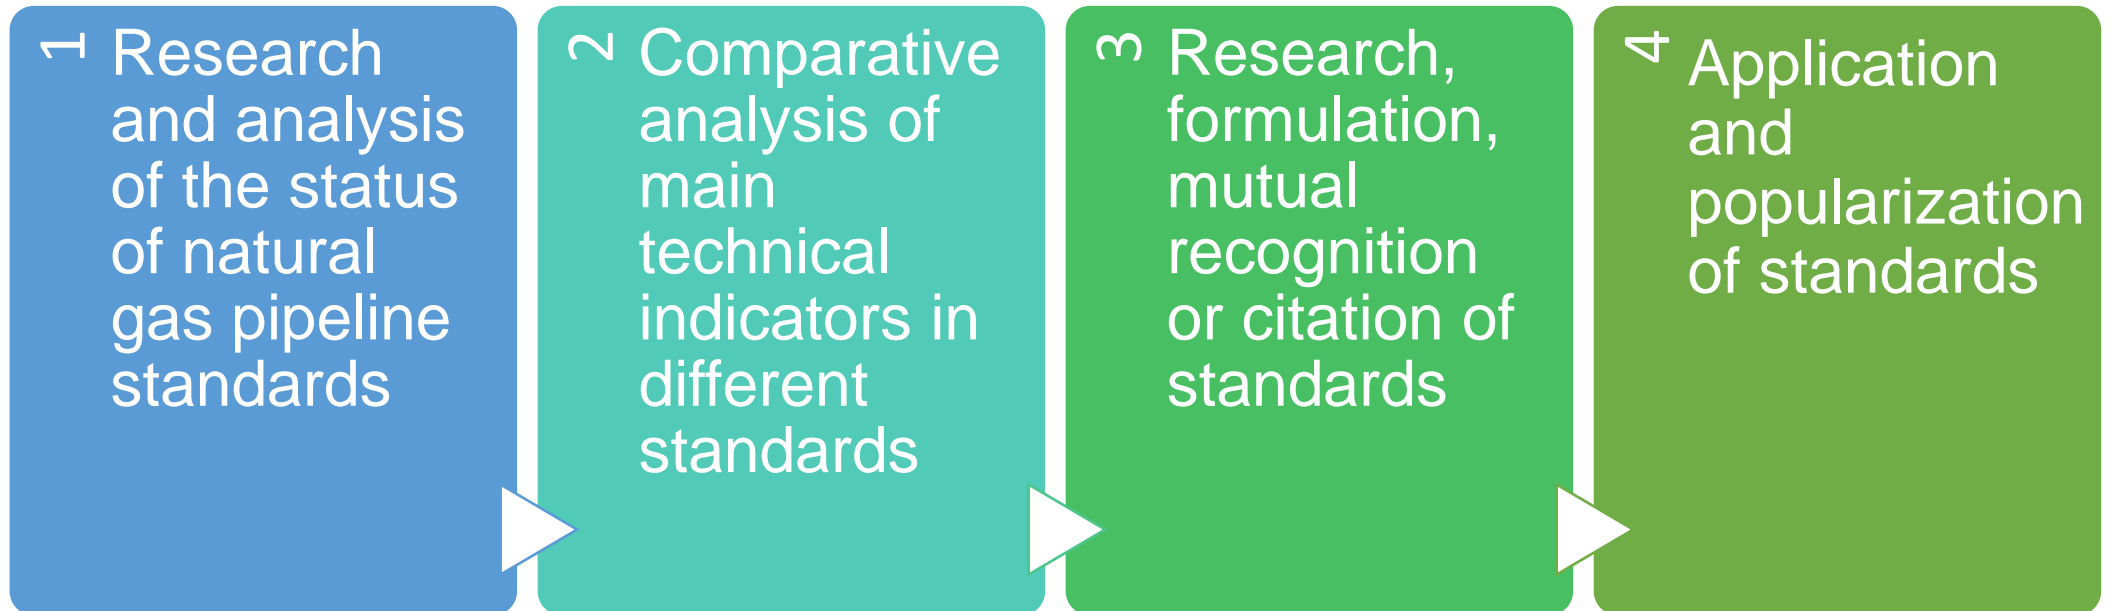 1
Research
and analysis
of the status
of natural
gas pipeline
standards
2
Comparative
analysis of
main
technical
indicators in
different
standards
3
Research,
formulation,
mutual
recognition
or citation of
standards
4
Application
and
popularization
of standards